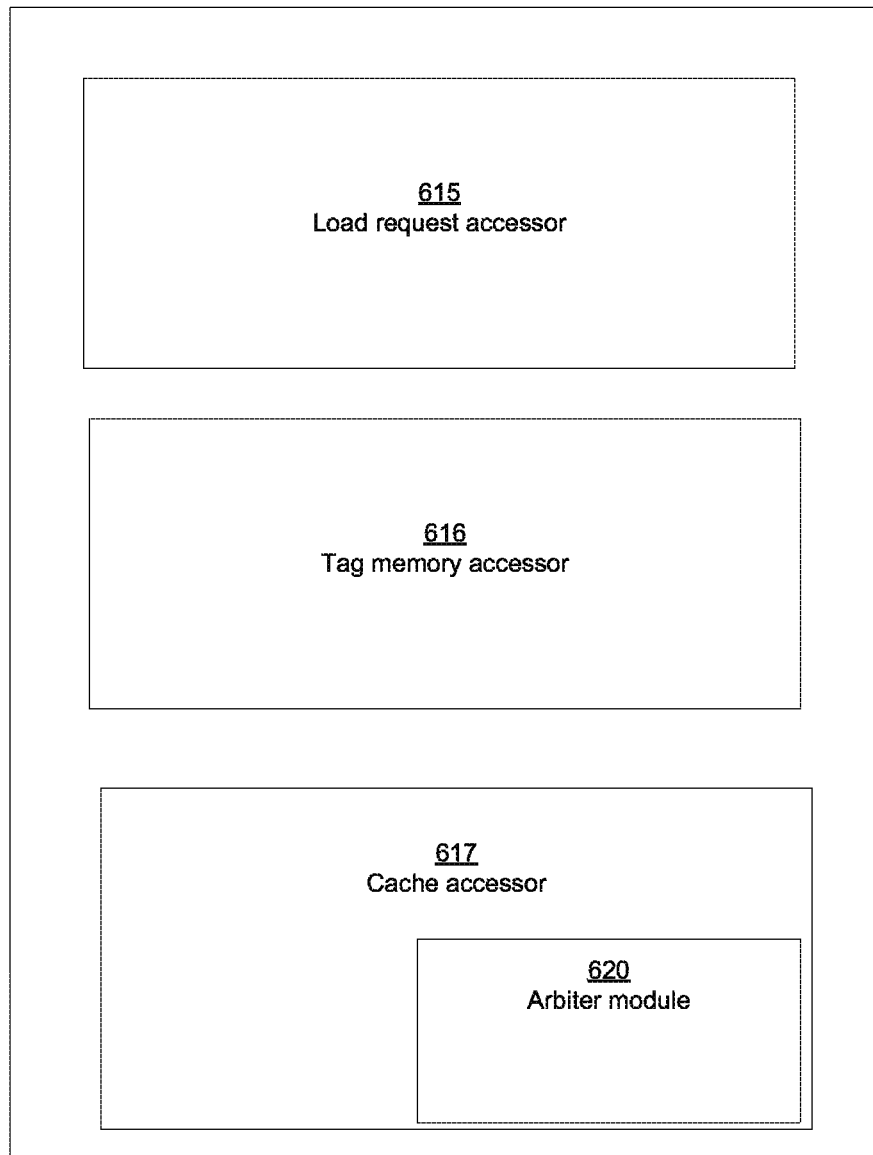 615
Load request accessor
616
Tag memory accessor
617
Cache accessor
620
Arbiter module